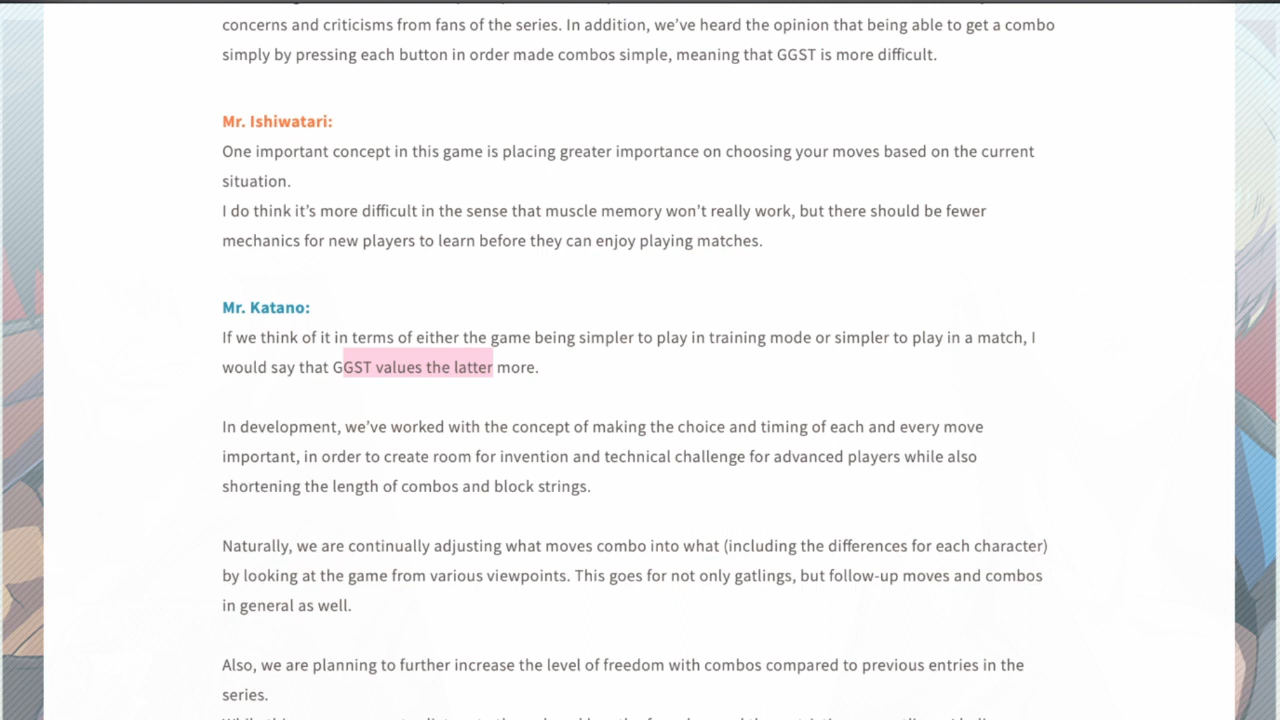 concerns and criticisms from fans of the series. In addition, we’ve heard the opinion that being able to get a combo
simply by pressing each button in order made combos simple, meaning that GGST is more difficult.
Mr. Ishiwatari:
One important concept in this game is placing greater importance on choosing your moves based on the current
situation.
I do think it’s more difficult in the sense that muscle memory won’t really work, but there should be fewer
mechanics for new players to learn before they can enjoy playing matches.
Mr. Katano:
If we think of it in terms of either the game being simpler to play in training mode or simpler to play in a match, I
would say that GGST values the latter more.
In development, we’ve worked with the concept of making the choice and timing of each and every move
important, in order to create room for invention and technical challenge for advanced players while also
shortening the length of combos and block strings.
Naturally, we are continually adjusting what moves combo into what (including the differences for each character)
by looking at the game from various viewpoints. This goes for not only gatlings, but follow-up moves and combos
in general as well.
Also, we are planning to further increase the level of freedom with combos compared to previous entries in the
series.